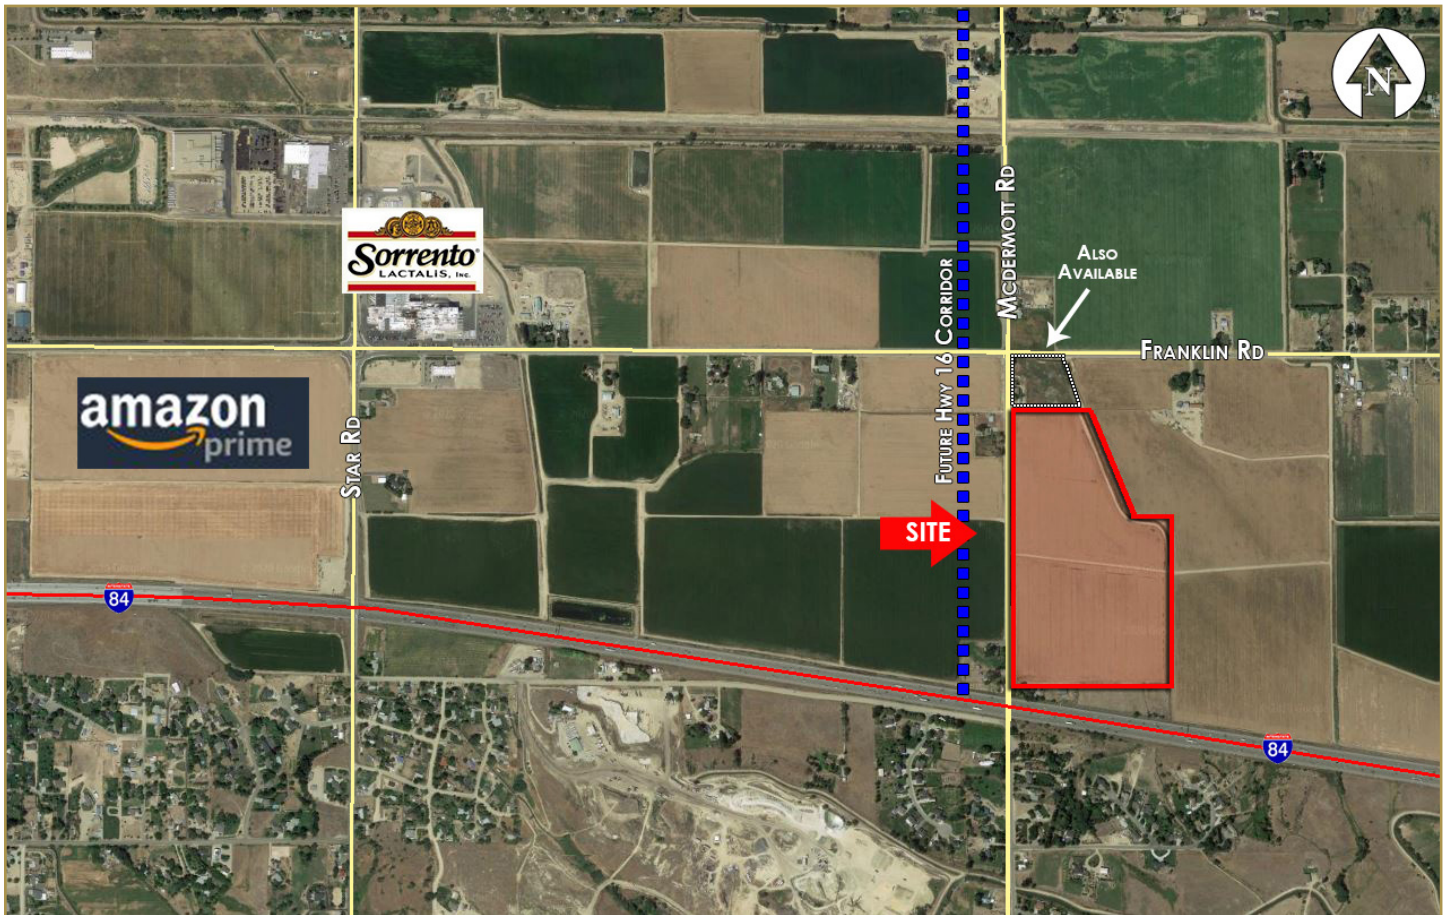 N
McDermott Rd
Also
Available
Sorrento®
LACTALIS, Inc.
Future Hwy 16 Corridor
Franklin Rd
amazon
prime
Star Rd
SITE
84
84